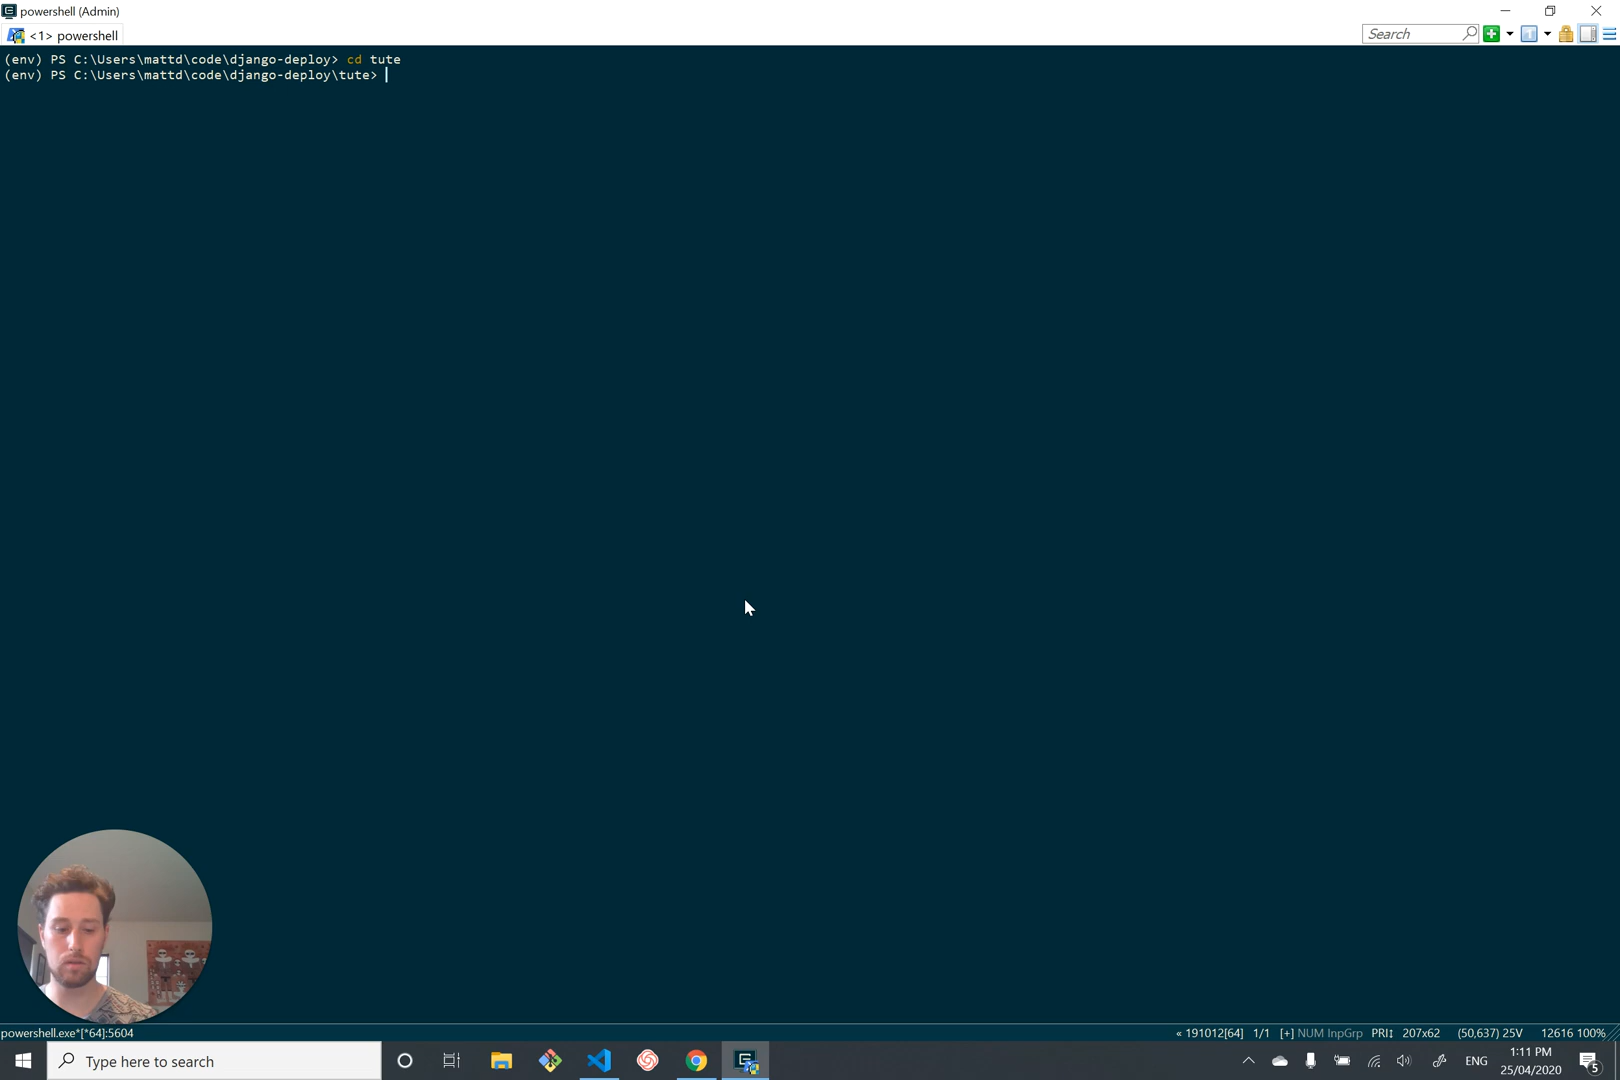 powershell (Admin)
<1> powershell
Search
(env) PS C:\Users\mattd\code\django-deploy> cd tute
(env) PS C:\Users\mattd\code\django-deploy\tute>
powershell.exe*[*64]:5604
« 191012[64] 1/1 [+] NUM InpGrp PRI↕ 207x62 (50,637) 25V 12616 100%
Type here to search
ENG
1:11 PM
25/04/2020
5